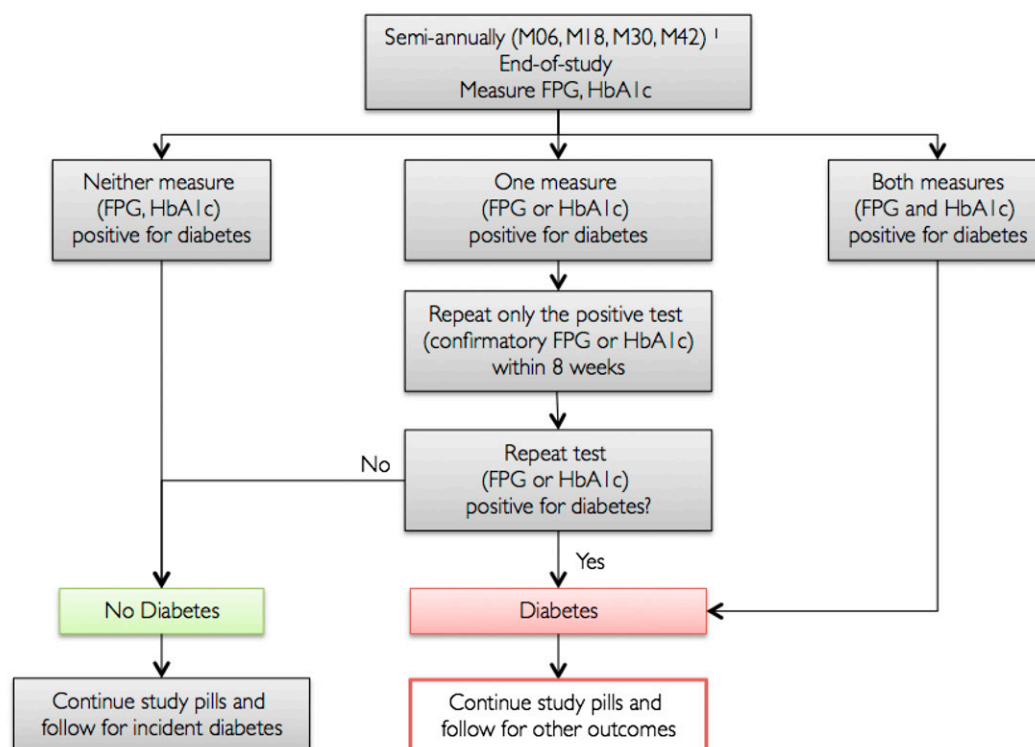 Semi-annually (M06, M18, M30, M42) 1
End-of-study
Measure FPG, HbA1c
Neither measure
(FPG, HbA1c)
positive for diabetes
One measure
(FPG or HbA1c)
positive for diabetes
Both measures
(FPG and HbA1c)
positive for diabetes
Repeat only the positive test
(confirmatory FPG or HbA1c)
within 8 weeks
No
Repeat test
(FPG or HbA1c)
positive for diabetes?
Yes
No Diabetes
Diabetes
Continue study pills and
follow for incident diabetes
Continue study pills and
follow for other outcomes